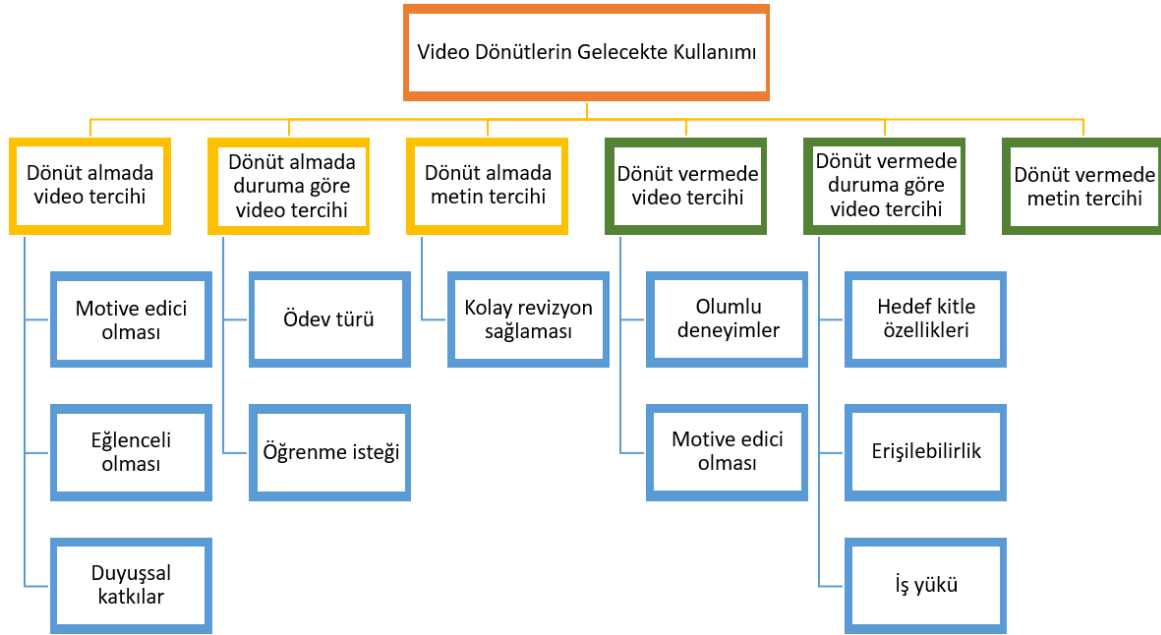 Video Dönütlerin Gelecekte Kullanımı
Dönüt almada
video tercihi
Dönüt almada
duruma göre
video tercihi
Dönüt almada
metin tercihi
Dönüt vermede
video tercihi
Dönüt vermede
duruma göre
video tercihi
Dönüt vermede
metin tercihi
Motive edici
olması
Eğlenceli
olması
Duyuşsal
katkılar
Ödev türü
Öğrenme isteği
Kolay revizyon
sağlaması
Olumlu
deneyimler
Motive edici
olması
Hedef kitle
özellikleri
Erişilebilirlik
İş yükü